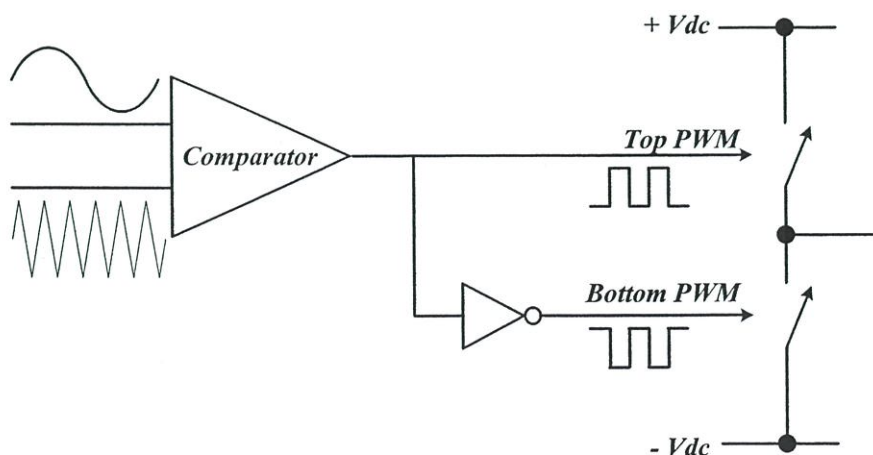 + Vdc
Comparator
Top PWM
Bottom PWM
- Vdc